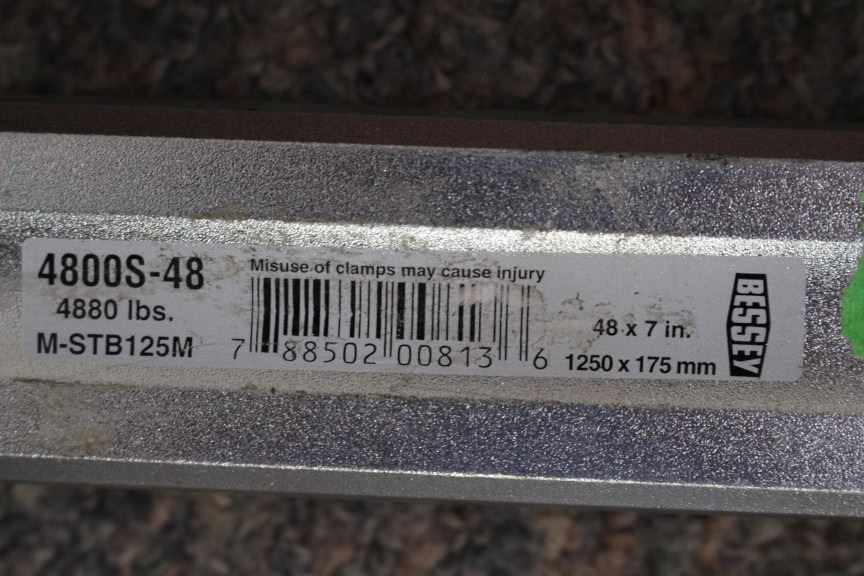 4800S-48
4880 lbs.
M-STB125M
Misuse of clamps may cause injury
7 88502 00813 6
48 x 7 in.
1250 x 175 mm
BESSEY